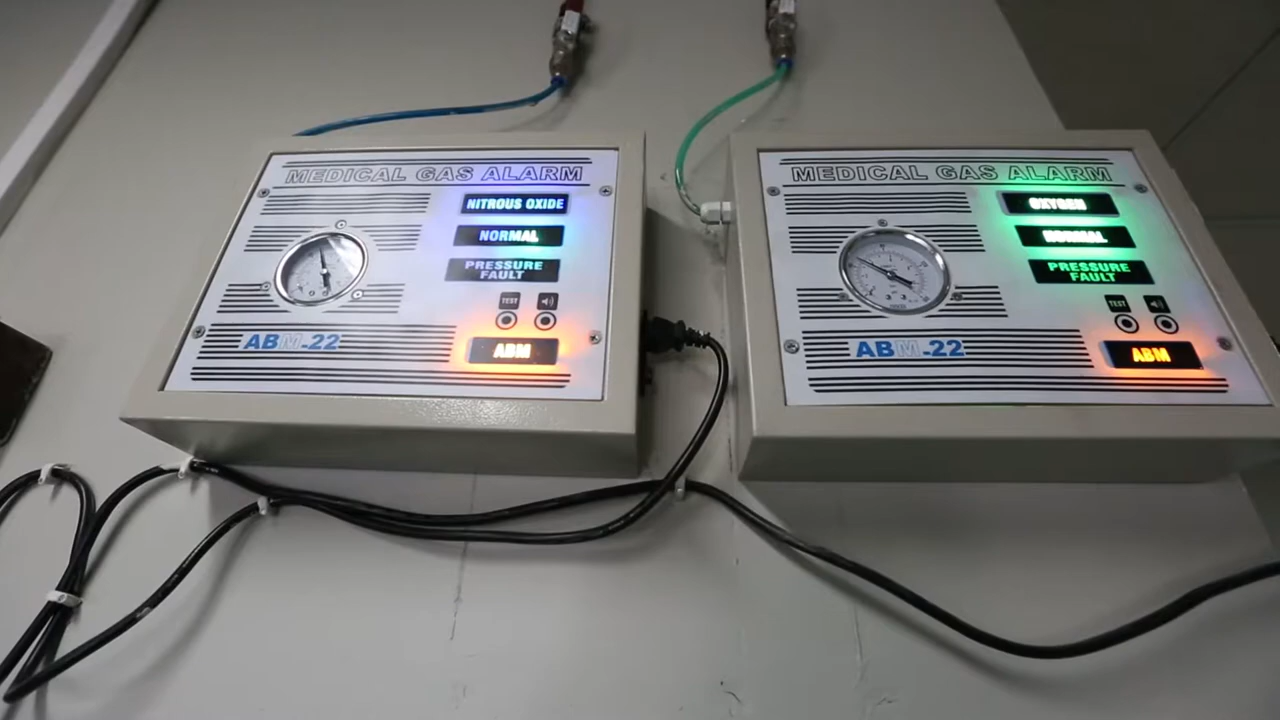 MEDICAL GAS ALARM
NITROUS OXIDE
NORMAL
PRESSURE
FAULT
TEST
ABM-22
ABM
MEDICAL GAS ALARM
OXYGEN
NORMAL
PRESSURE
FAULT
TEST
ABM-22
ABM